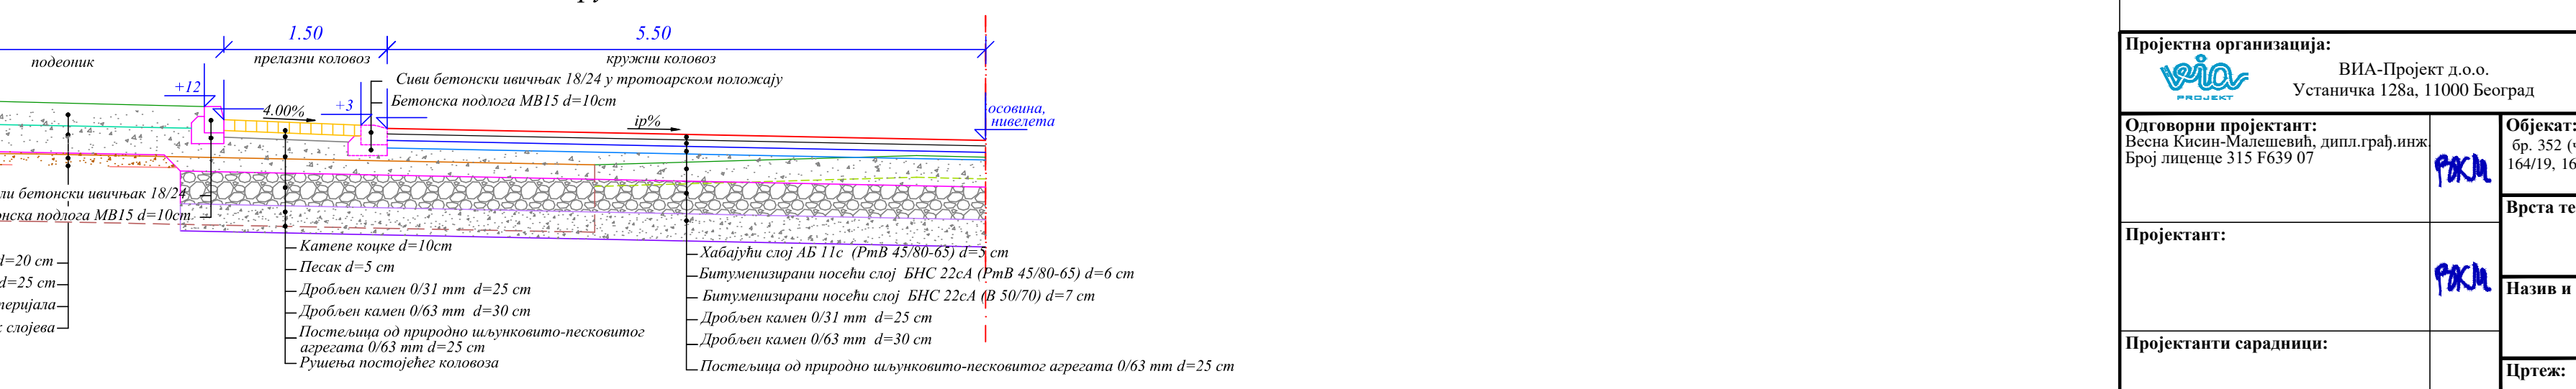 1.50
5.50
подеоник
прелазни коловоз
кружни коловоз
+12
4.00%
+3
Сиви бетонски ивичњак 18/24 у тротоарском положају
Бетонска подлога МВ15 d=10cm
ip%
осовина,
нивелета
бетонски ивичњак 18/24
подлога МВ15 d=10cm
d=20 cm
d=25 cm
слојева
Катепе коцке d=10cm
Песак d=5 cm
Дробљен камен 0/31 mm d=25 cm
Дробљен камен 0/63 mm d=30 cm
Постељица од природно шљунковито-песковитог
агрегата 0/63 mm d=25 cm
Рушења постојећег коловоза
Хабајући слој АБ 11с (PmB 45/80-65) d=5 cm
Битуменизирани носећи слој БНС 22сА (PmB 45/80-65) d=6 cm
Битуменизирани носећи слој БНС 22сА (B 50/70) d=7 cm
Дробљен камен 0/31 mm d=25 cm
Дробљен камен 0/63 mm d=30 cm
Постељица од природно шљунковито-песковитог агрегата 0/63 mm d=25 cm
Пројектна организација:
via
PROJEKT
ВИА-Пројект д.о.о.
Устаничка 128а, 11000 Београд
Одговорни пројектант:
Весна Кисин-Малешевић, дипл.грађ.инж.
Број лиценце 315 F639 07
Објекат:
бр. 352 (
164/19, 16
Врста
Пројектант:
Назив и
Пројектанти сарадници:
Цртеж: